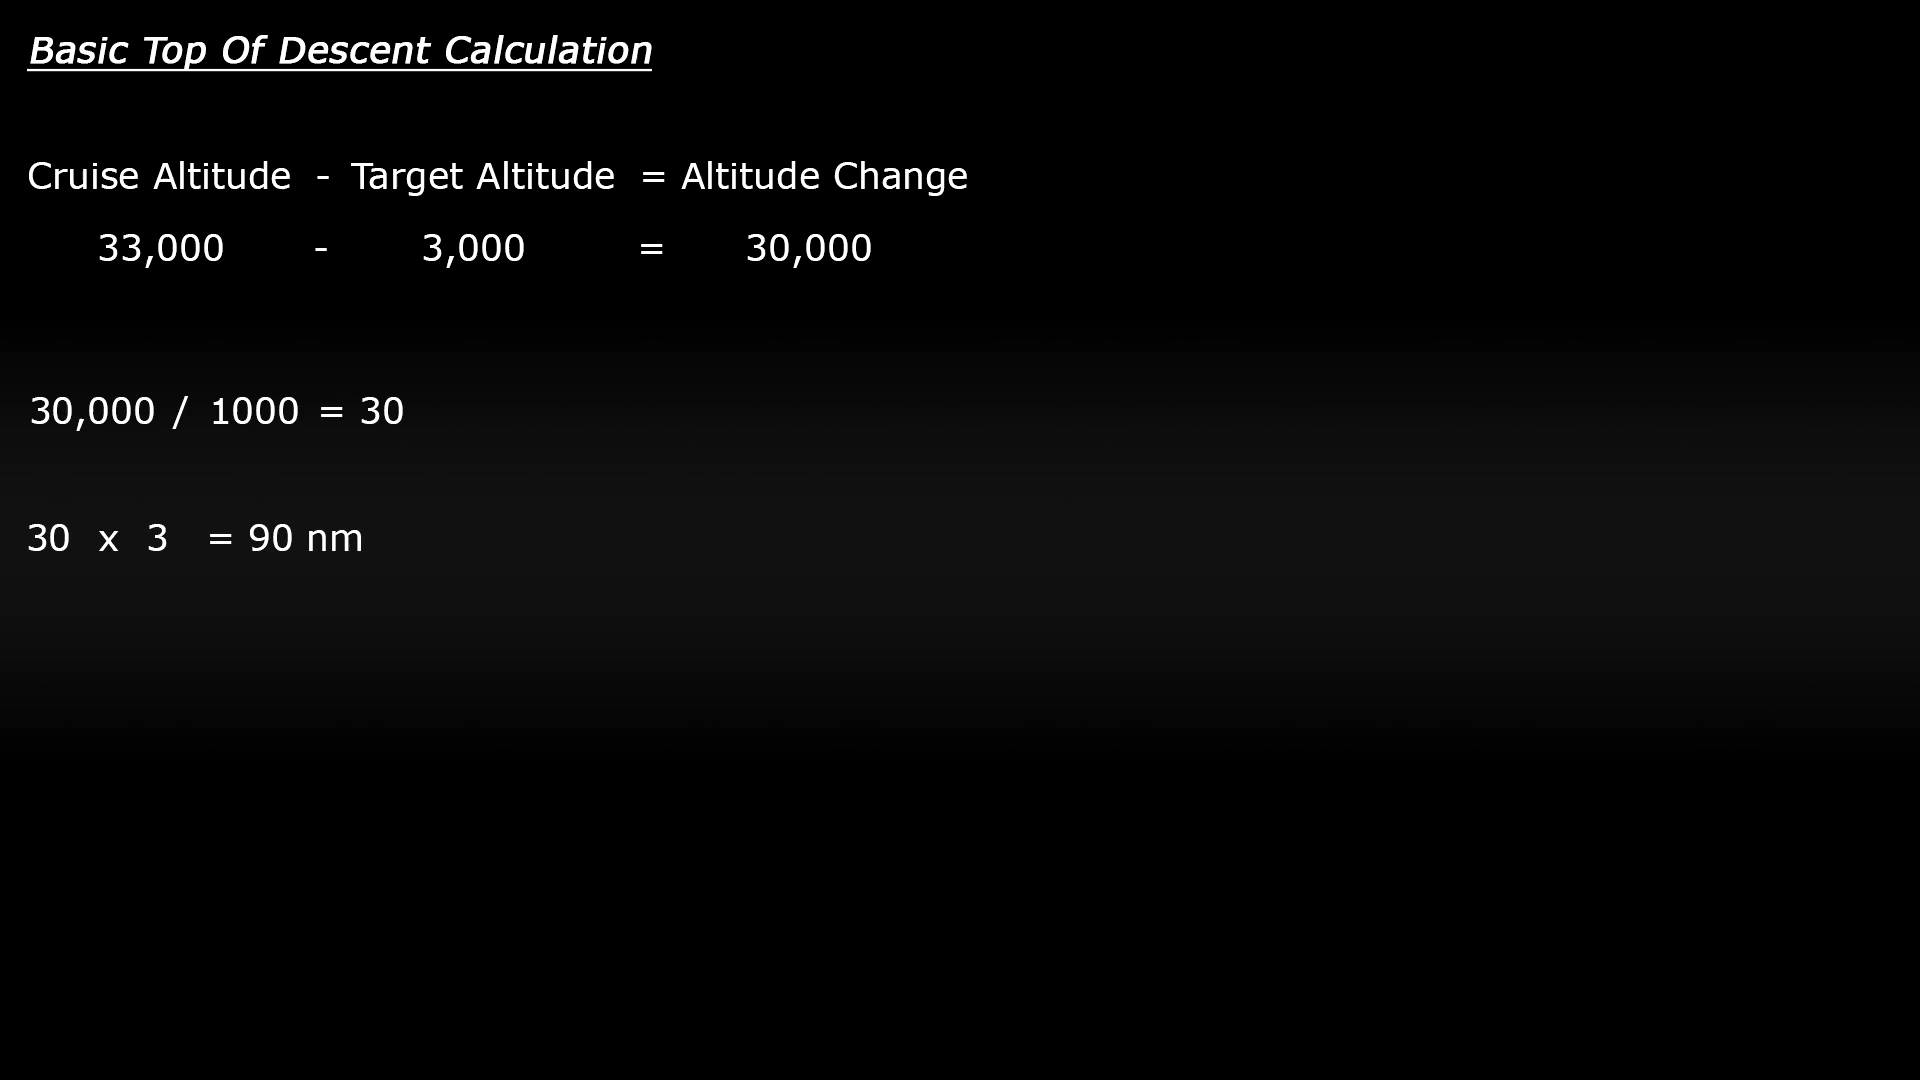 Basic Top Of Descent Calculation
Cruise Altitude - Target Altitude = Altitude Change
33,000 - 3,000 = 30,000
30,000 / 1000 = 30
30 x 3 = 90 nm